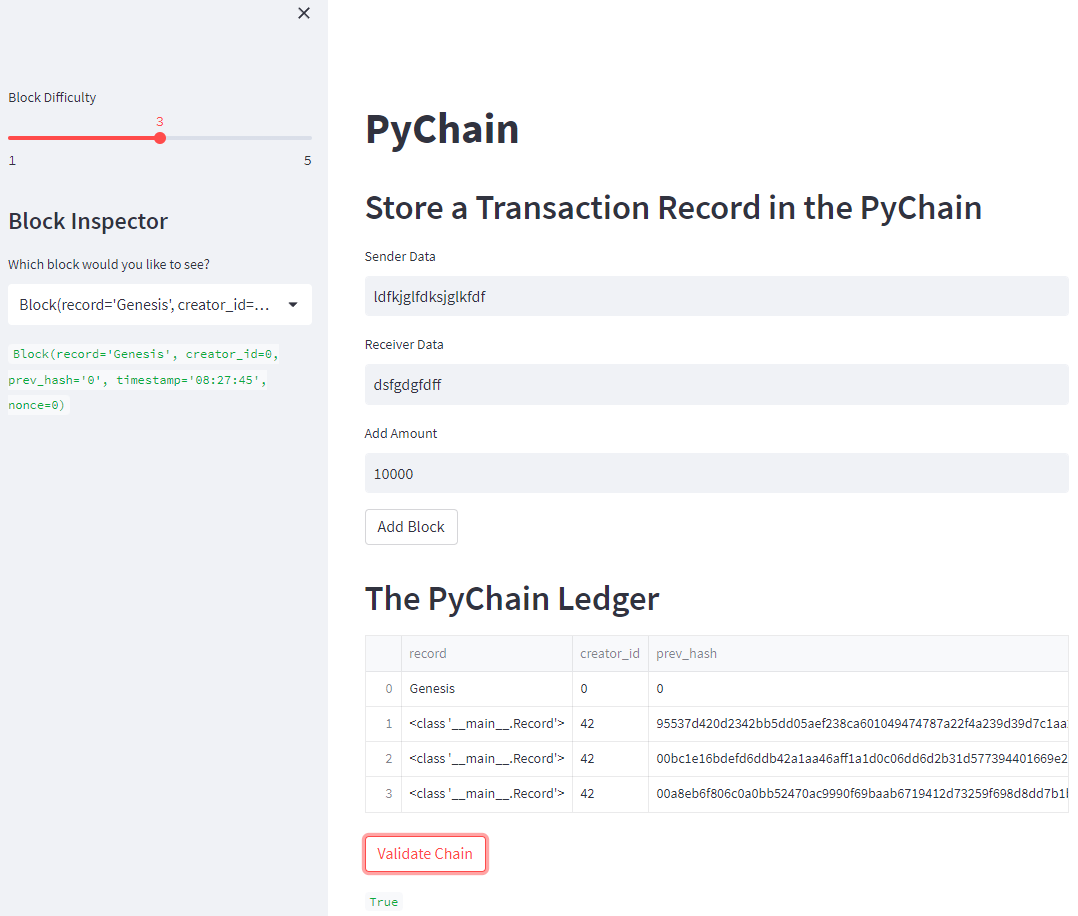 ×
Block Difficulty
3
1 5
Block Inspector
Which block would you like to see?
Block(record='Genesis', creator_id=...
Block(record='Genesis', creator_id=0,
prev_hash='0', timestamp='08:27:45',
nonce=0)
PyChain
Store a Transaction Record in the PyChain
Sender Data
ldfkjglfdksjglkfdf
Receiver Data
dsfgdgfdff
Add Amount
10000
Add Block
The PyChain Ledger
record creator_id prev_hash
0 Genesis 0 0
1 <class '__main__.Record'> 42 95537d420d2342bb5dd05aef238ca601049474787a22f4a239d39d7c1aa
2 <class '__main__.Record'> 42 00bc1e16bdefd6ddb42a1aa46aff1a1d0c06dd6d2b31d577394401669e2
3 <class '__main__.Record'> 42 00a8eb6f806c0a0bb52470ac9990f69baab6719412d73259f698d8dd7b1
Validate Chain
True